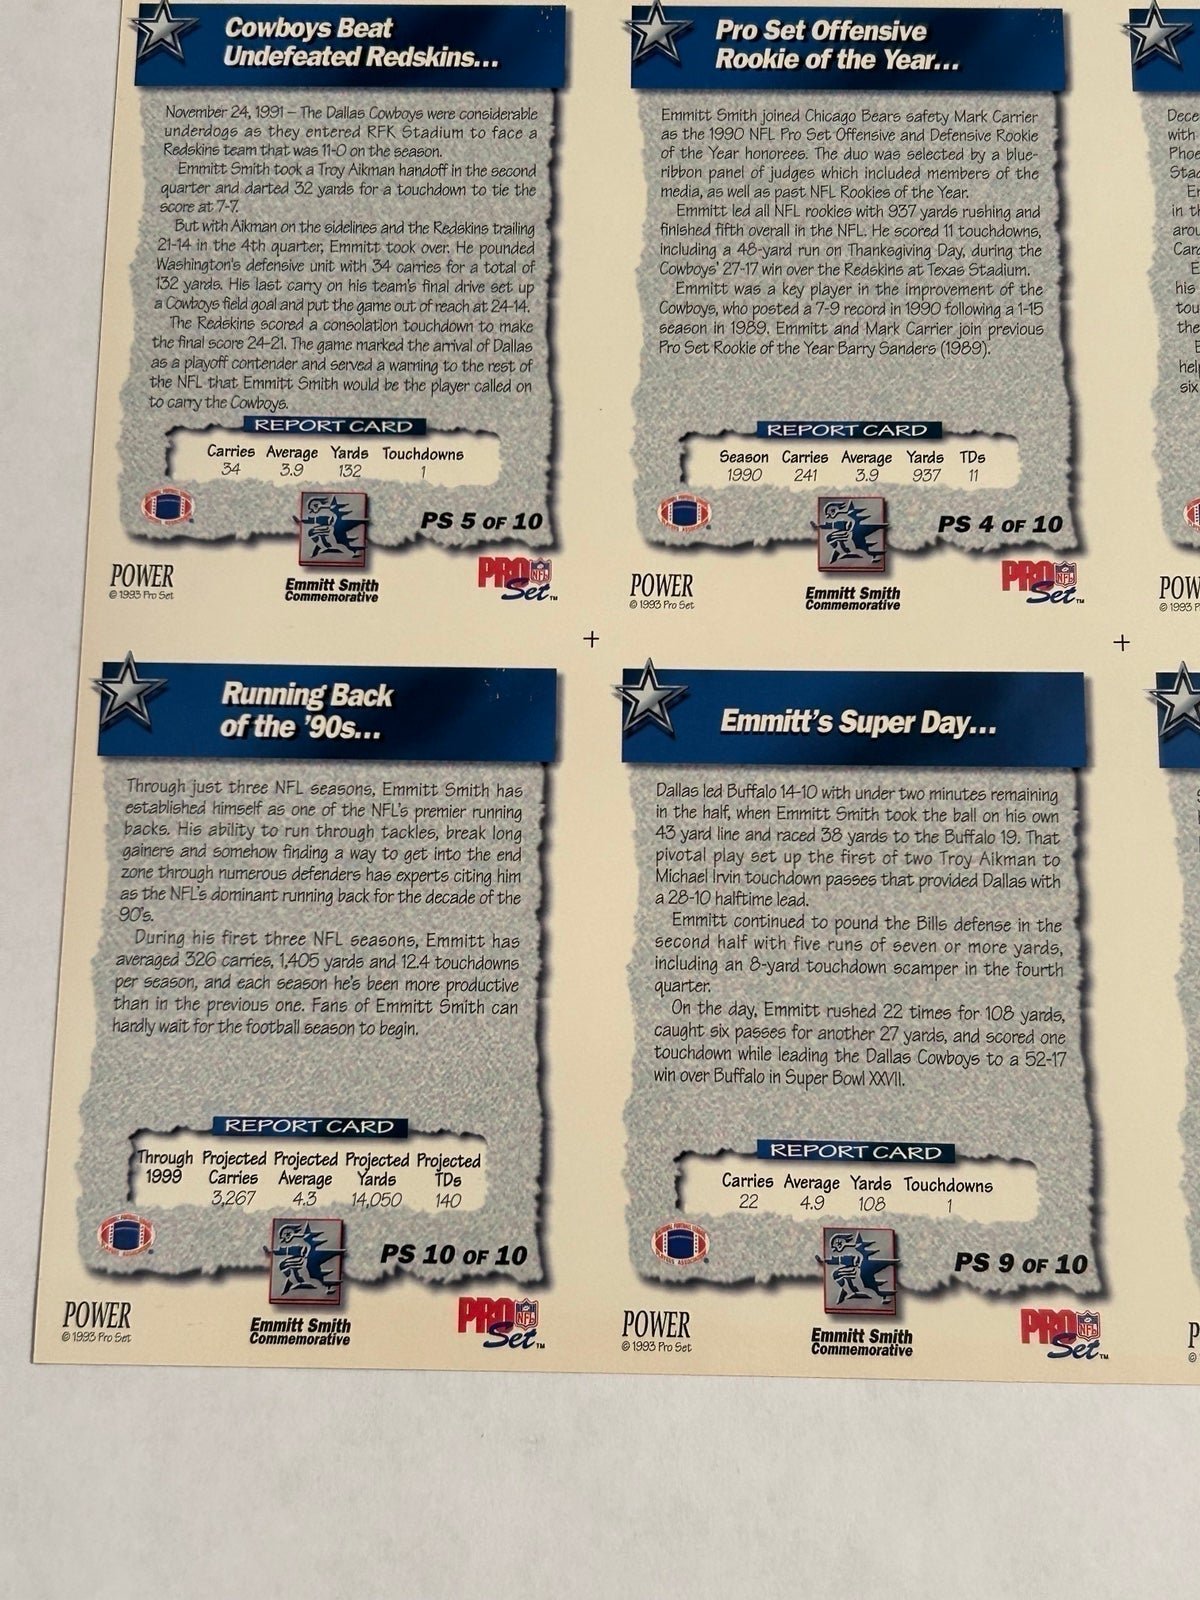 Cowboys Beat
Undefeated Redskins...
November 24, 1991 – The Dallas Cowboys were considerable
underdogs as they entered RFK Stadium to face a
Redskins team that was 11-0 on the season.
Emmitt Smith took a Troy Aikman handoff in the second
quarter and darted 32 yards for a touchdown to tie the
score at 7-7.
But with Aikman on the sidelines and the Redskins trailing
21-14 in the 4th quarter, Emmitt took over. He pounded
Washington's defensive unit with 34 carries for a total of
132 yards. His last carry on his team's final drive set up
a Cowboys field goal and put the game out of reach at 24-14.
The Redskins scored a consolation touchdown to make
the final score 24-21. The game marked the arrival of Dallas
as a playoff contender and served a warning to the rest of
the NFL that Emmitt Smith would be the player called on
to carry the Cowboys.
REPORT CARD
Carries Average Yards Touchdowns
34 3.9 132 1
PS 5 OF 10
POWER
© 1993 Pro Set
Emmitt Smith
Commemorative
PRO
NFL
Set™
Pro Set Offensive
Rookie of the Year...
Emmitt Smith joined Chicago Bears safety Mark Carrier
as the 1990 NFL Pro Set Offensive and Defensive Rookie
of the Year honorees. The duo was selected by a blue-
ribbon panel of judges which included members of the
media, as well as past NFL Rookies of the Year.
Emmitt led all NFL rookies with 937 yards rushing and
finished fifth overall in the NFL. He scored 11 touchdowns,
including a 48-yard run on Thanksgiving Day, during the
Cowboys' 27-17 win over the Redskins at Texas Stadium.
Emmitt was a key player in the improvement of the
Cowboys, who posted a 7-9 record in 1990 following a 1-15
season in 1989. Emmitt and Mark Carrier join previous
Pro Set Rookie of the Year Barry Sanders (1989).
REPORT CARD
Season Carries Average Yards TDs
1990 241 3.9 937 11
PS 4 OF 10
POWER
© 1993 Pro Set
Emmitt Smith
Commemorative
PRO
NFL
Set™
Dece
with
Phoe
Stad
in th
arou
Card
his
tou
the
help
six
POW
© 1993
Running Back
of the '90s...
Through just three NFL seasons, Emmitt Smith has
established himself as one of the NFL's premier running
backs. His ability to run through tackles, break long
gainers and somehow finding a way to get into the end
zone through numerous defenders has experts citing him
as the NFL's dominant running back for the decade of the
90's.
During his first three NFL seasons, Emmitt has
averaged 326 carries, 1,405 yards and 12.4 touchdowns
per season, and each season he's been more productive
than in the previous one. Fans of Emmitt Smith can
hardly wait for the football season to begin.
REPORT CARD
Through Projected Projected Projected Projected
1999 Carries Average Yards TDs
3,267 4.3 14,050 140
PS 10 OF 10
POWER
© 1993 Pro Set
Emmitt Smith
Commemorative
PRO
NFL
Set™
Emmitt's Super Day...
Dallas led Buffalo 14-10 with under two minutes remaining
in the half, when Emmitt Smith took the ball on his own
43 yard line and raced 38 yards to the Buffalo 19. That
pivotal play set up the first of two Troy Aikman to
Michael Irvin touchdown passes that provided Dallas with
a 28-10 halftime lead.
Emmitt continued to pound the Bills defense in the
second half with five runs of seven or more yards,
including an 8-yard touchdown scamper in the fourth
quarter.
On the day, Emmitt rushed 22 times for 108 yards,
caught six passes for another 27 yards, and scored one
touchdown while leading the Dallas Cowboys to a 52-17
win over Buffalo in Super Bowl XXVII.
REPORT CARD
Carries Average Yards Touchdowns
22 4.9 108 1
PS 9 OF 10
POWER
© 1993 Pro Set
Emmitt Smith
Commemorative
PRO
NFL
Set™